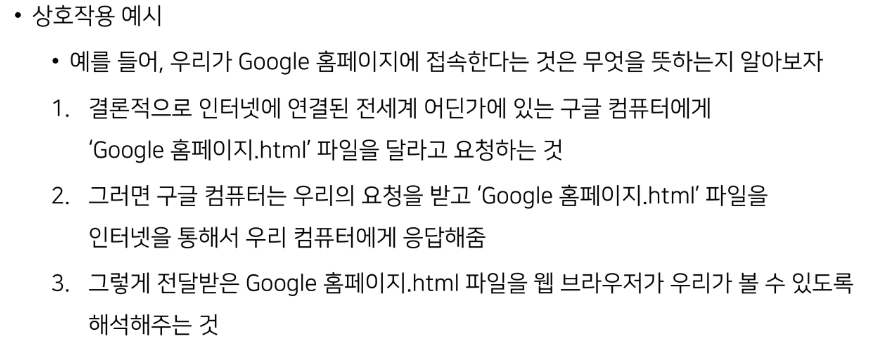 • 상호작용 예시
• 예를 들어, 우리가 Google 홈페이지에 접속한다는 것은 무엇을 뜻하는지 알아보자
1. 결론적으로 인터넷에 연결된 전세계 어딘가에 있는 구글 컴퓨터에게
‘Google 홈페이지.html’ 파일을 달라고 요청하는 것
2. 그러면 구글 컴퓨터는 우리의 요청을 받고 ‘Google 홈페이지.html’ 파일을
인터넷을 통해서 우리 컴퓨터에게 응답해줌
3. 그렇게 전달받은 Google 홈페이지.html 파일을 웹 브라우저가 우리가 볼 수 있도록
해석해주는 것